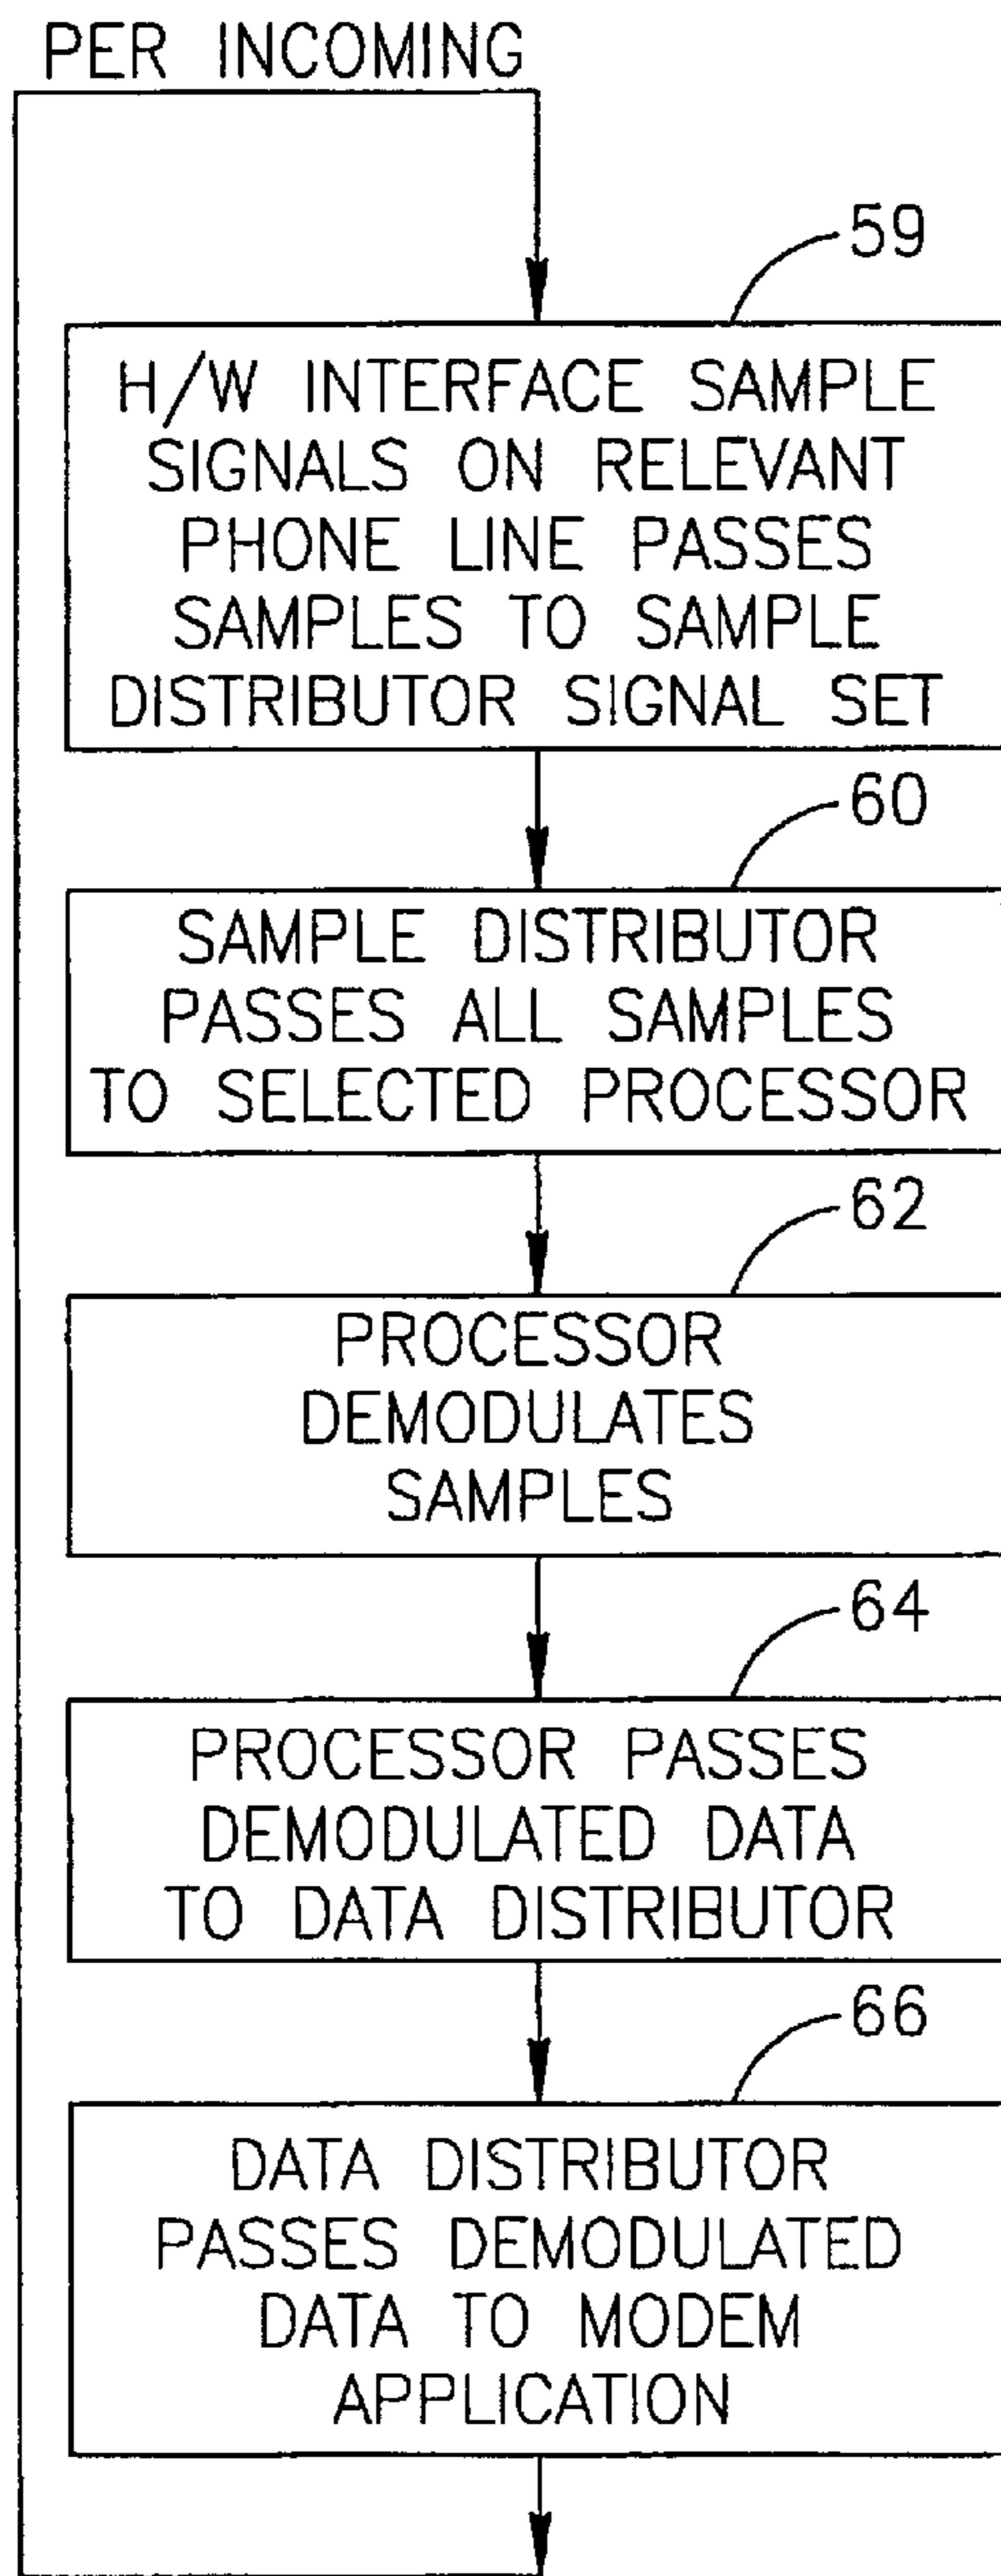 PER INCOMING
59
H/W INTERFACE SAMPLE
SIGNALS ON RELEVANT
PHONE LINE PASSES
SAMPLES TO SAMPLE
DISTRIBUTOR SIGNAL SET
60
SAMPLE DISTRIBUTOR
PASSES ALL SAMPLES
TO SELECTED PROCESSOR
62
PROCESSOR
DEMODULATES
SAMPLES
64
PROCESSOR PASSES
DEMODULATED DATA
TO DATA DISTRIBUTOR
66
DATA DISTRIBUTOR
PASSES DEMODULATED
DATA TO MODEM
APPLICATION